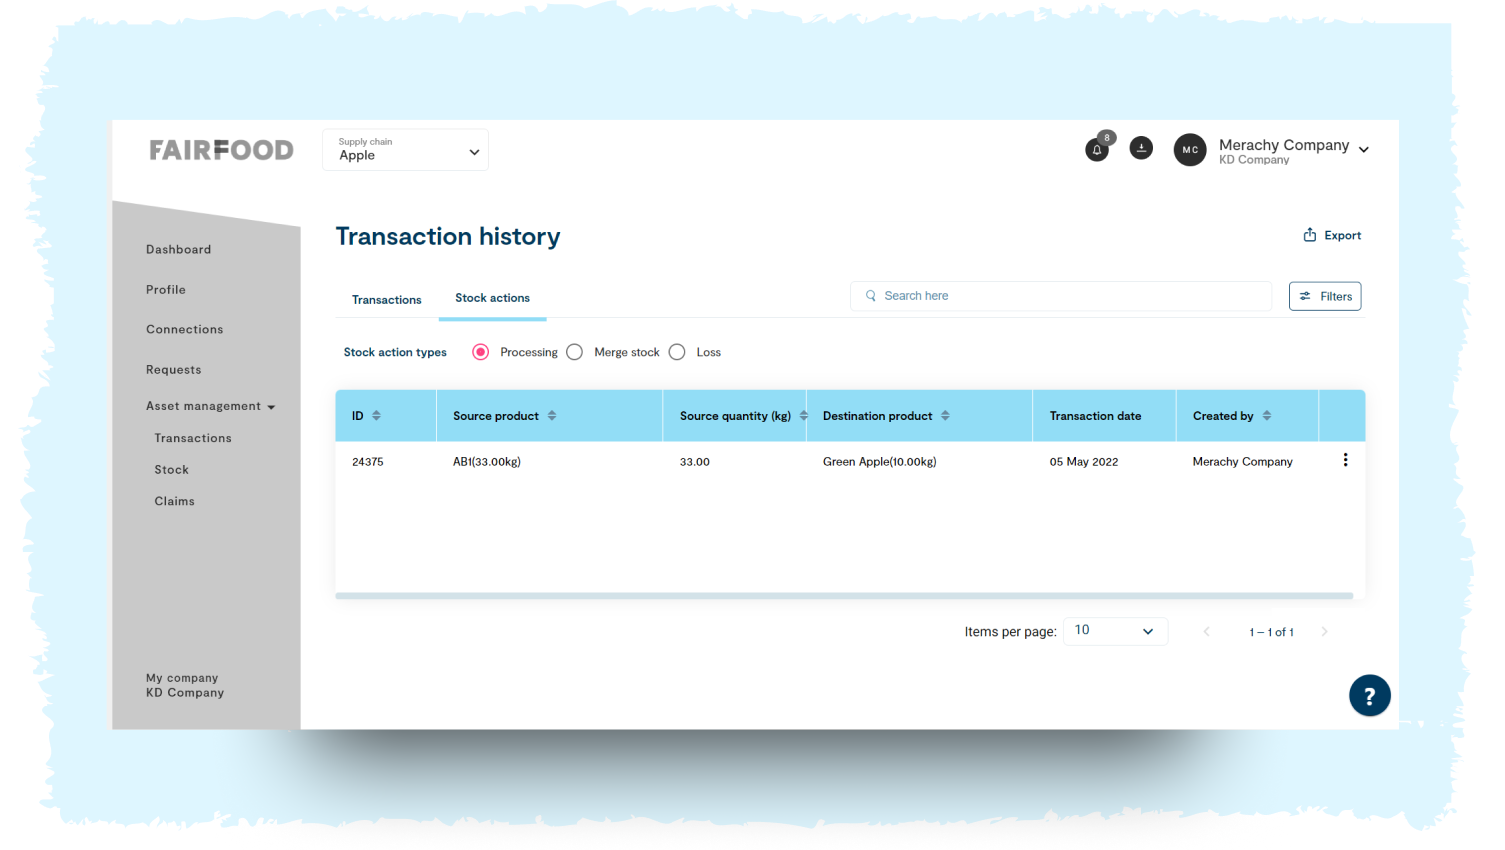 FAIRFOOD
Supply chain
Apple
8
MC
Merachy Company
KD Company
Dashboard
Profile
Connections
Requests
Asset management
Transactions
Stock
Claims
My company
KD Company
Transaction history
Export
Transactions
Stock actions
Search here
Filters
Stock action types
Processing
Merge stock
Loss
ID
Source product
Source quantity (kg)
Destination product
Transaction date
Created by
24375
AB1(33.00kg)
33.00
Green Apple(10.00kg)
05 May 2022
Merachy Company
Items per page:
10
1 – 1 of 1
?